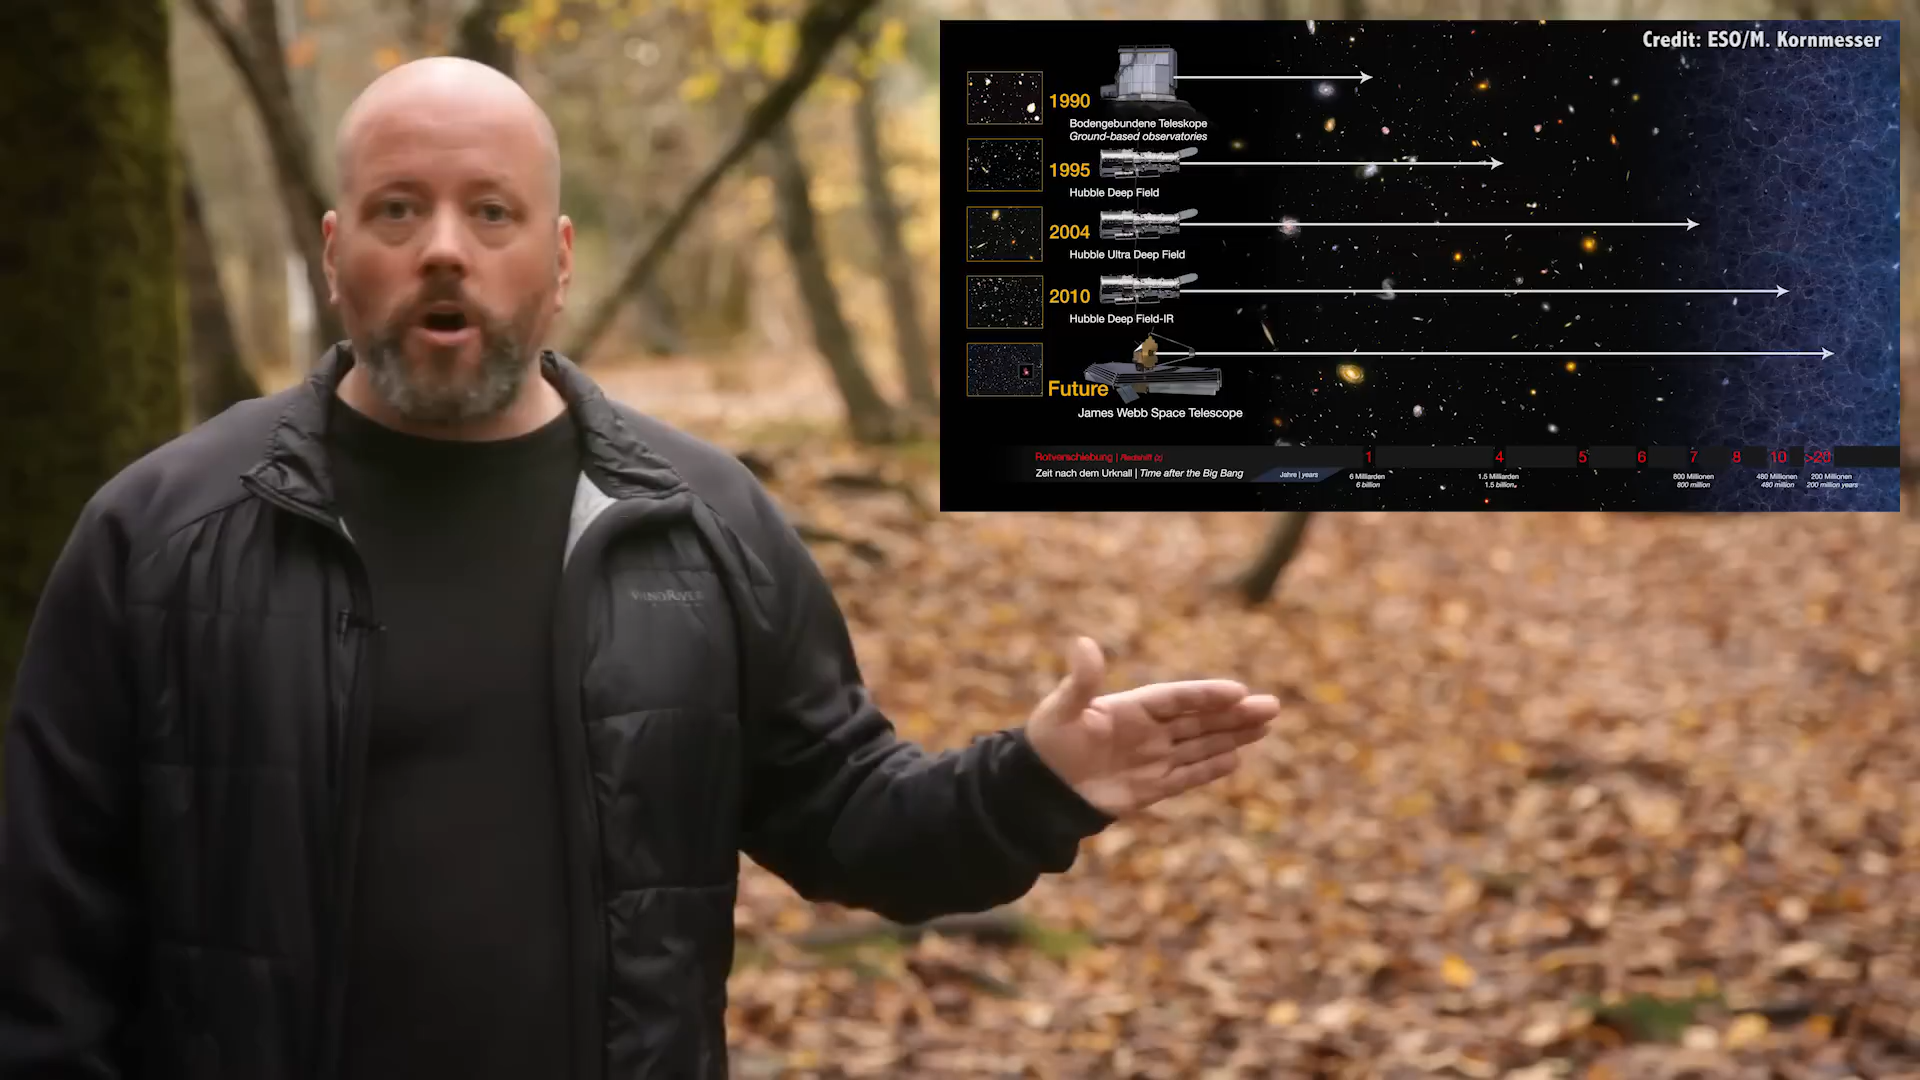 Credit: ESO/M. Kornmesser
1990
Bodengebundene Teleskope
Ground-based observatories
1995
Hubble Deep Field
2004
Hubble Ultra Deep Field
2010
Hubble Deep Field-IR
Future
James Webb Space Telescope
Rotverschiebung | Redshift (z) 1 4 5 6 7 8 10 >20
Zeit nach dem Urknall | Time after the Big Bang
Jahre | years
6 Milliarden 1.5 Milliarden 800 Millionen 480 Millionen 200 Millionen
6 billion 1.5 billion 800 million 480 million 200 million years